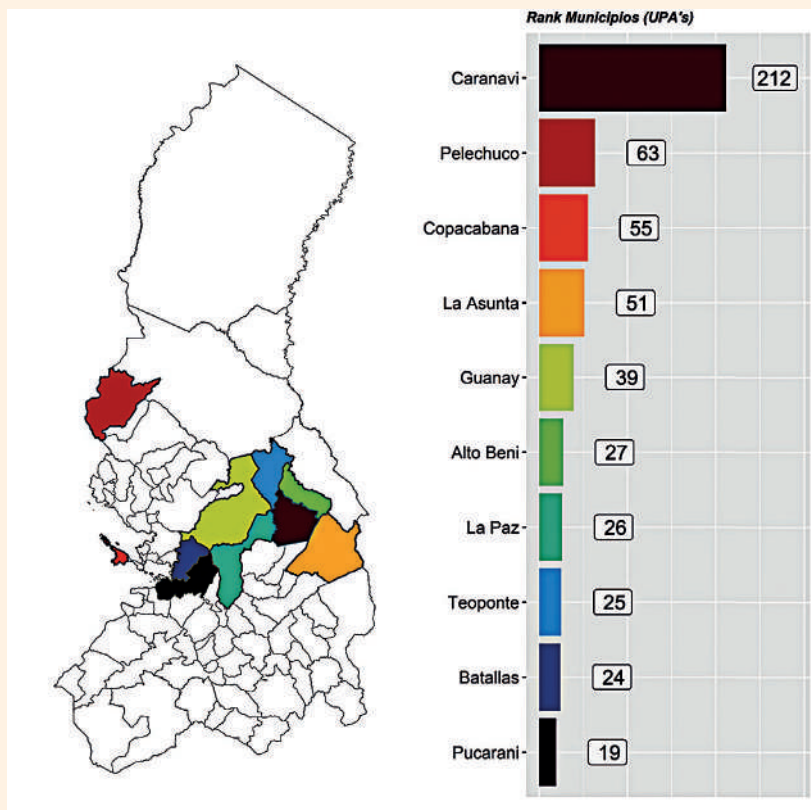 Rank Municipios (UPA's)
Caranavi 212
Pelechuco 63
Copacabana 55
La Asunta 51
Guanay 39
Alto Beni 27
La Paz 26
Teoponte 25
Batallas 24
Pucarani 19